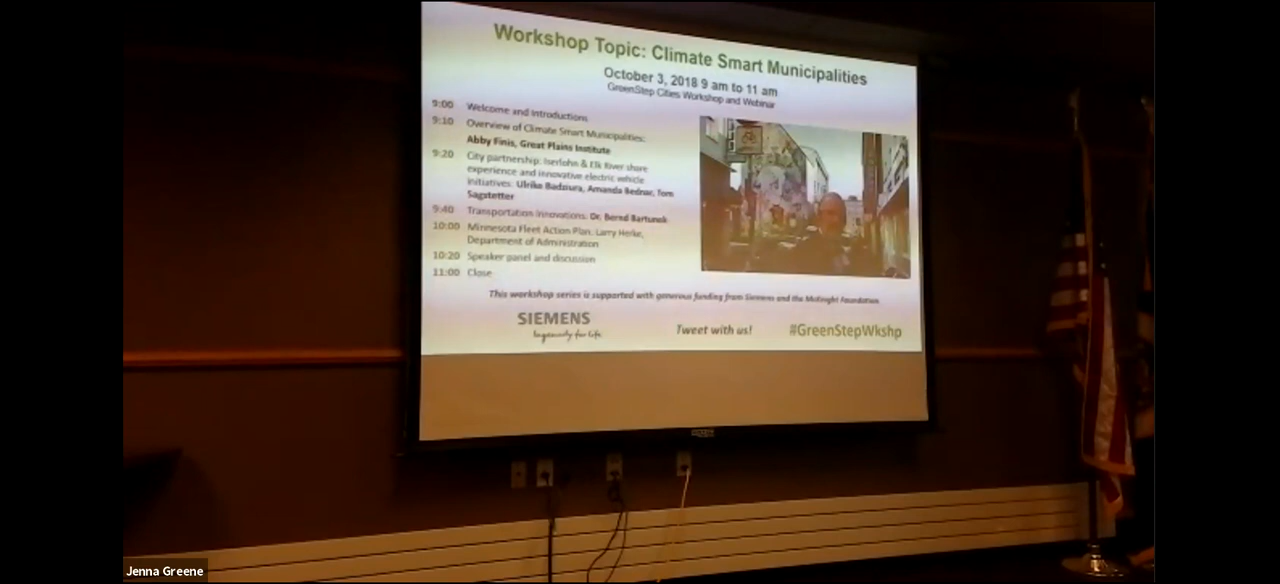 Workshop Topic: Climate Smart Municipalities
October 3, 2018 9 am to 11 am
GreenStep Cities Workshop and Webinar
9:00 Welcome and Introductions
9:10 Overview of Climate Smart Municipalities:
Abby Finis, Great Plains Institute
9:20 City partnership: Iserlohn & Elk River share
experience and innovative electric vehicle
initiatives: Ulrike Badziura, Amanda Bednar, Tom
Sagstetter
9:40 Transportation Innovations: Dr. Bernd Bartunek
10:00 Minnesota Fleet Action Plan: Larry Herke,
Department of Administration
10:20 Speaker panel and discussion
11:00 Close
This workshop series is supported with generous funding from Siemens and the McKnight Foundation
SIEMENS
Ingenuity for life
Tweet with us!
#GreenStepWkshp
Jenna Greene